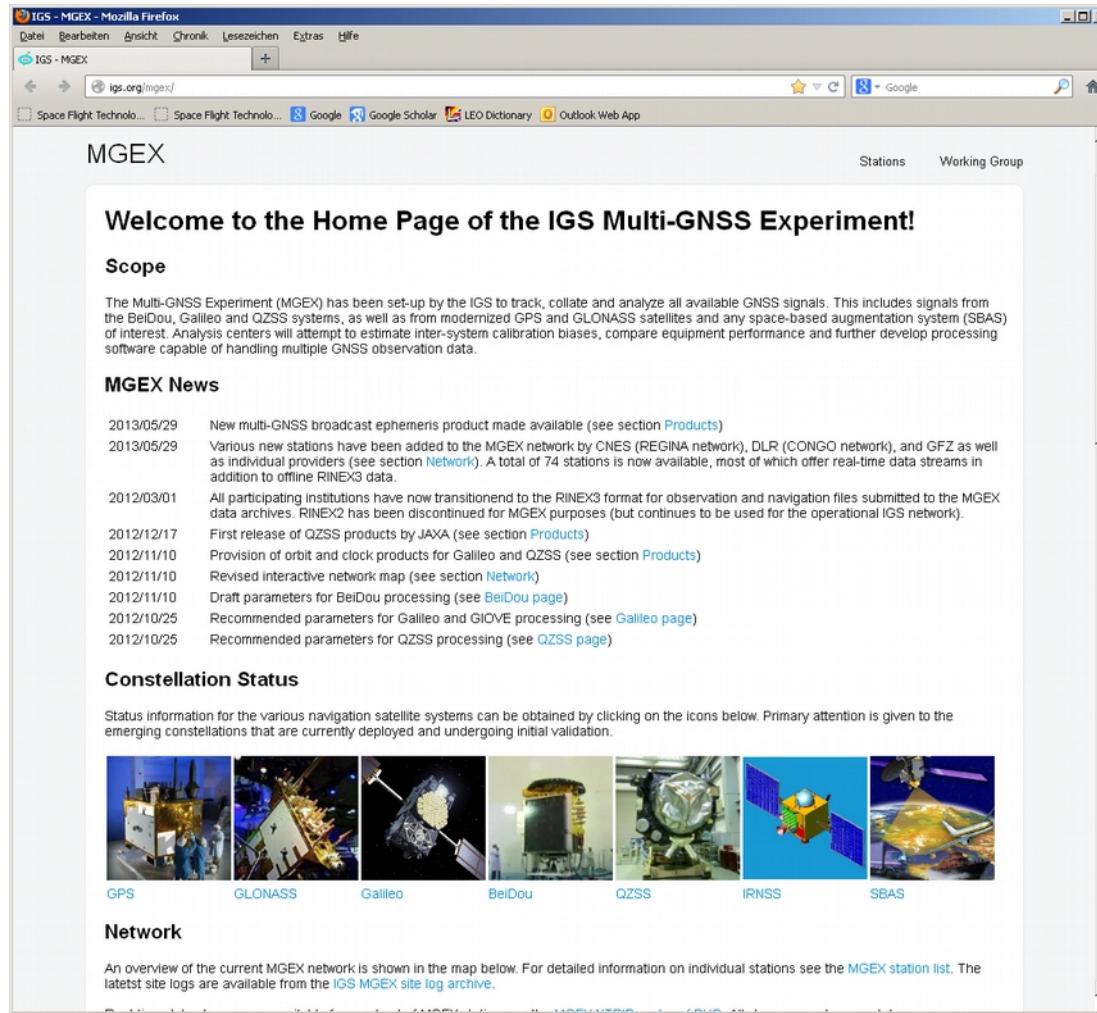 IGS - MGEX - Mozilla Firefox
Datei Bearbeiten Ansicht Chronik Lesezeichen Extras Hilfe
IGS - MGEX
igs.org/mgex/
Google
Space Flight Technolo... Space Flight Technolo... Google Google Scholar LEO Dictionary Outlook Web App
MGEX
Stations Working Group
Welcome to the Home Page of the IGS Multi-GNSS Experiment!
Scope
The Multi-GNSS Experiment (MGEX) has been set-up by the IGS to track, collate and analyze all available GNSS signals. This includes signals from
the BeiDou, Galileo and QZSS systems, as well as from modernized GPS and GLONASS satellites and any space-based augmentation system (SBAS)
of interest. Analysis centers will attempt to estimate inter-system calibration biases, compare equipment performance and further develop processing
software capable of handling multiple GNSS observation data.
MGEX News
2013/05/29 New multi-GNSS broadcast ephemeris product made available (see section Products)
2013/05/29 Various new stations have been added to the MGEX network by CNES (REGINA network), DLR (CONGO network), and GFZ as well
as individual providers (see section Network). A total of 74 stations is now available, most of which offer real-time data streams in
addition to offline RINEX3 data.
2012/03/01 All participating institutions have now transitionend to the RINEX3 format for observation and navigation files submitted to the MGEX
data archives. RINEX2 has been discontinued for MGEX purposes (but continues to be used for the operational IGS network).
2012/12/17 First release of QZSS products by JAXA (see section Products)
2012/11/10 Provision of orbit and clock products for Galileo and QZSS (see section Products)
2012/11/10 Revised interactive network map (see section Network)
2012/11/10 Draft parameters for BeiDou processing (see BeiDou page)
2012/10/25 Recommended parameters for Galileo and GIOVE processing (see Galileo page)
2012/10/25 Recommended parameters for QZSS processing (see QZSS page)
Constellation Status
Status information for the various navigation satellite systems can be obtained by clicking on the icons below. Primary attention is given to the
emerging constellations that are currently deployed and undergoing initial validation.
GPS GLONASS Galileo BeiDou QZSS IRNSS SBAS
Network
An overview of the current MGEX network is shown in the map below. For detailed information on individual stations see the MGEX station list. The
latetst site logs are available from the IGS MGEX site log archive.